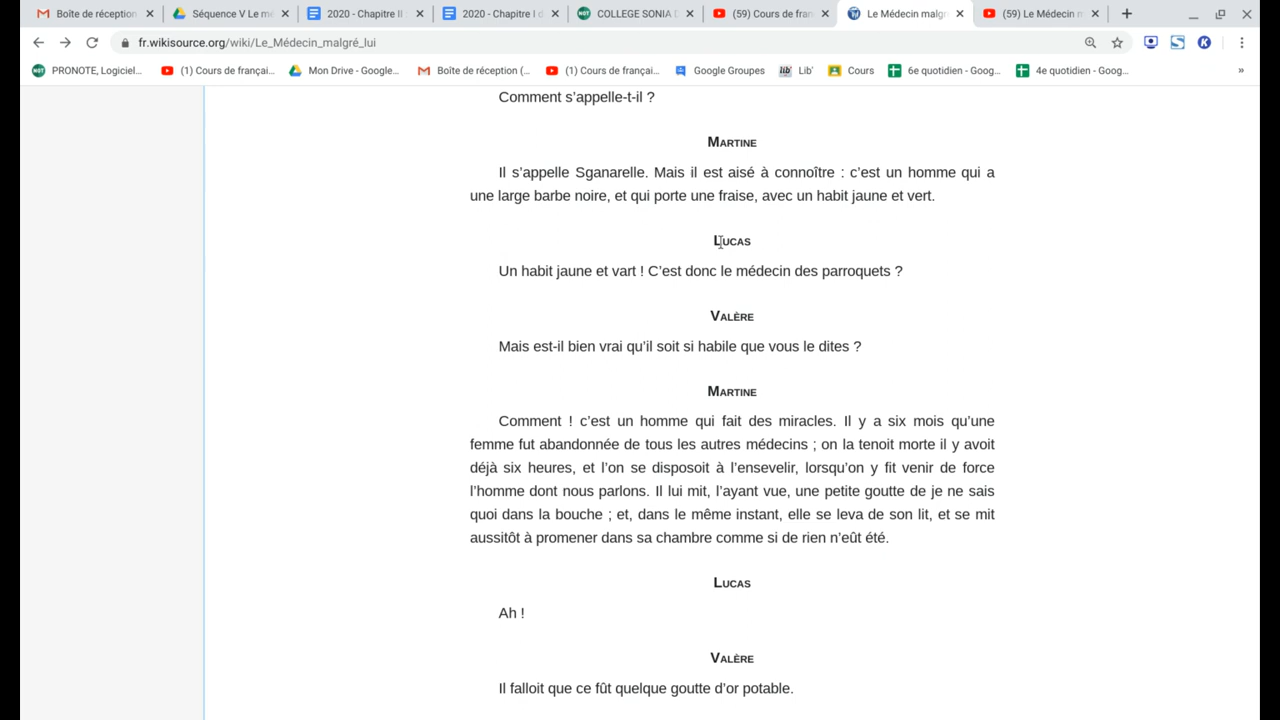 Boîte de réception
Séquence V Le mé
2020 - Chapitre II
2020 - Chapitre I d
COLLEGE SONIA D
(59) Cours de fran
Le Médecin malgr
(59) Le Médecin m
fr.wikisource.org/wiki/Le_Médecin_malgré_lui
PRONOTE, Logiciel...
(1) Cours de françai...
Mon Drive - Google...
Boîte de réception (...
(1) Cours de françai...
Google Groupes
Lib'
Cours
6e quotidien - Goog...
4e quotidien - Goog...
»
Comment s'appelle-t-il ?
MARTINE
Il s'appelle Sganarelle. Mais il est aisé à connoître : c'est un homme qui a
une large barbe noire, et qui porte une fraise, avec un habit jaune et vert.
LUCAS
Un habit jaune et vart ! C'est donc le médecin des parroquets ?
VALÈRE
Mais est-il bien vrai qu'il soit si habile que vous le dites ?
MARTINE
Comment ! c'est un homme qui fait des miracles. Il y a six mois qu'une
femme fut abandonnée de tous les autres médecins ; on la tenoit morte il y avoit
déjà six heures, et l'on se disposoit à l'ensevelir, lorsqu'on y fit venir de force
l'homme dont nous parlons. Il lui mit, l'ayant vue, une petite goutte de je ne sais
quoi dans la bouche ; et, dans le même instant, elle se leva de son lit, et se mit
aussitôt à promener dans sa chambre comme si de rien n'eût été.
LUCAS
Ah !
VALÈRE
Il falloit que ce fût quelque goutte d'or potable.